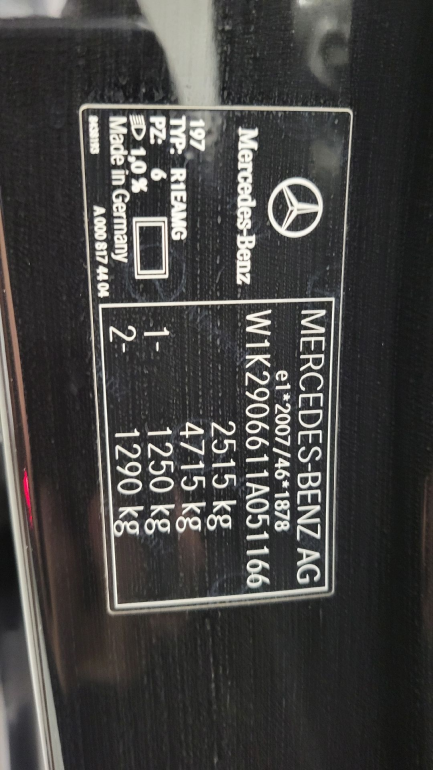 Mercedes-Benz
197
TYP: R1EAMG
PZ: 6
1,0 %
Made in Germany
A 000 817 44 04
MERCEDES-BENZ AG
e1*2007/46*1878
W1K2906611A051166
2515 kg
4715 kg
1- 1250 kg
2- 1290 kg